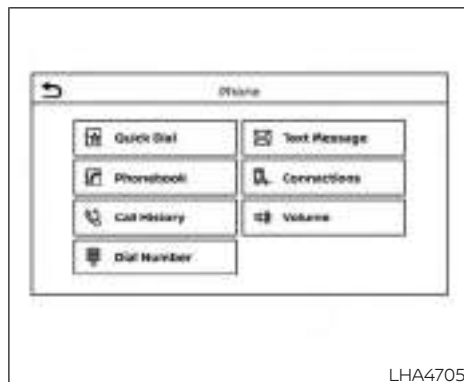 Phone
Quick Dial
Text Message
Phonebook
Connections
Call History
Volume
Dial Number
LHA4705